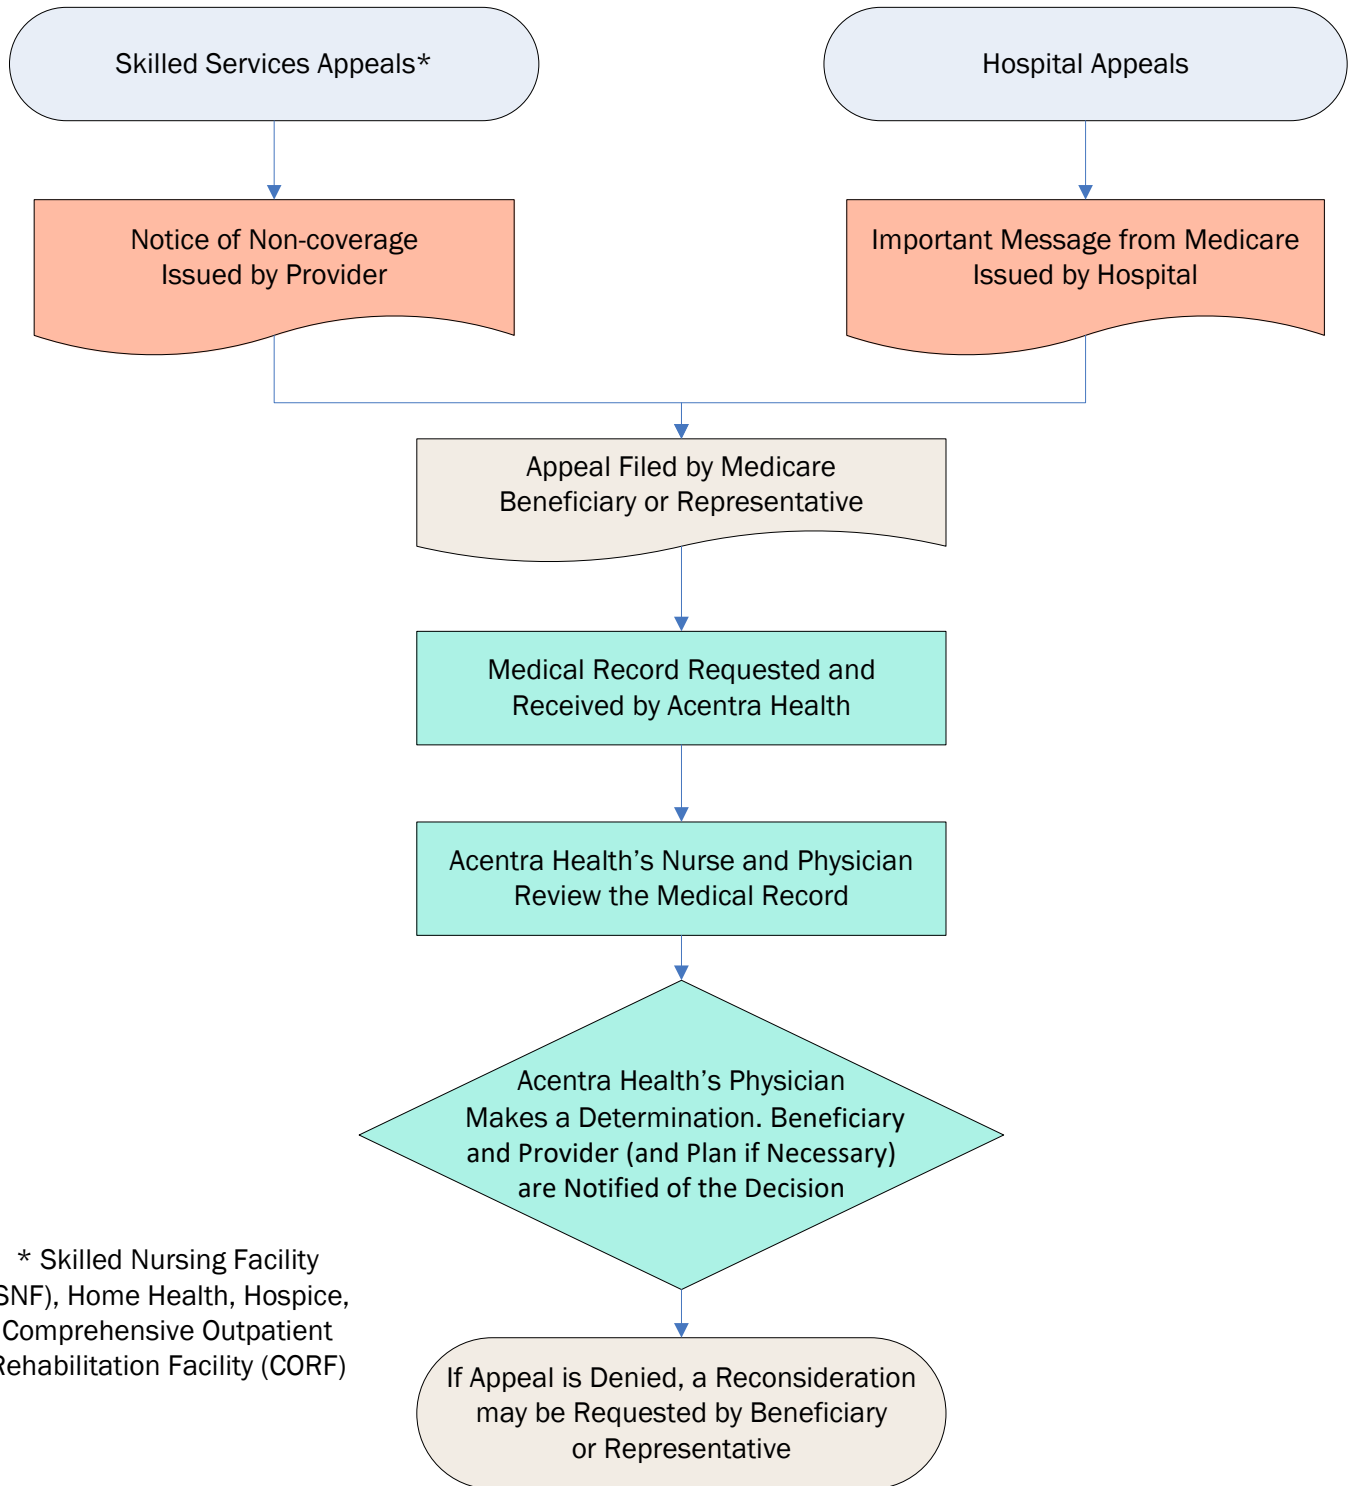 Skilled Services Appeals*
Hospital Appeals
Notice of Non-coverage
Issued by Provider
Important Message from Medicare
Issued by Hospital
Appeal Filed by Medicare
Beneficiary or Representative
Medical Record Requested and
Received by Acentra Health
Acentra Health’s Nurse and Physician
Review the Medical Record
Acentra Health’s Physician
Makes a Determination. Beneficiary
and Provider (and Plan if Necessary)
are Notified of the Decision
* Skilled Nursing Facility
SNF), Home Health, Hospice,
Comprehensive Outpatient
Rehabilitation Facility (CORF)
If Appeal is Denied, a Reconsideration
may be Requested by Beneficiary
or Representative